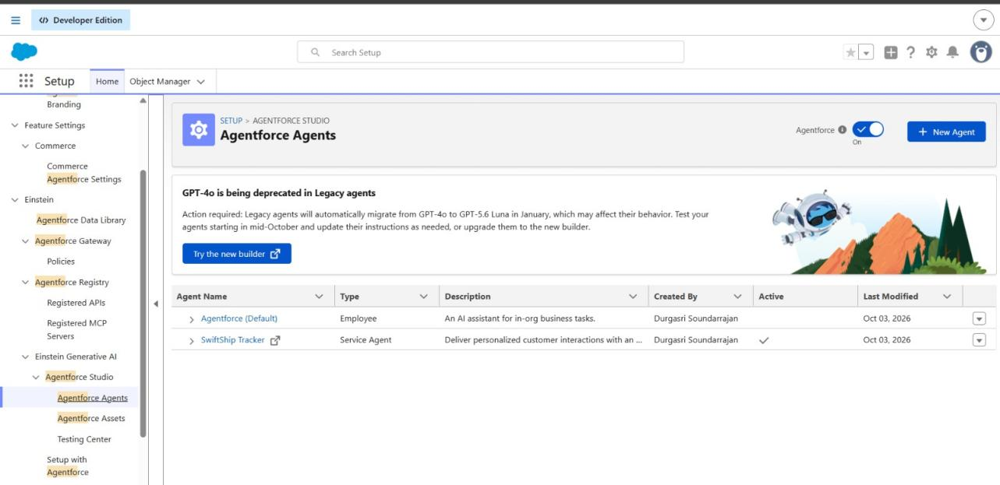 </> Developer Edition
Search Setup
Setup
Home
Object Manager
Branding
Feature Settings
Commerce
Commerce
Agentforce Settings
Einstein
Agentforce Data Library
Agentforce Gateway
Policies
Agentforce Registry
Registered APIs
Registered MCP
Servers
Einstein Generative AI
Agentforce Studio
Agentforce Agents
Agentforce Assets
Testing Center
Setup with
Agentforce
SETUP > AGENTFORCE STUDIO
Agentforce Agents
Agentforce
On
+ New Agent
GPT-4o is being deprecated in Legacy agents
Action required: Legacy agents will automatically migrate from GPT-4o to GPT-5.6 Luna in January, which may affect their behavior. Test your
agents starting in mid-October and update their instructions as needed, or upgrade them to the new builder.
Try the new builder
Agent Name Type Description Created By Active Last Modified
Agentforce (Default) Employee An AI assistant for in-org business tasks. Durgasri Soundarrajan Oct 03, 2026
SwiftShip Tracker Service Agent Deliver personalized customer interactions with an ... Durgasri Soundarrajan Oct 03, 2026